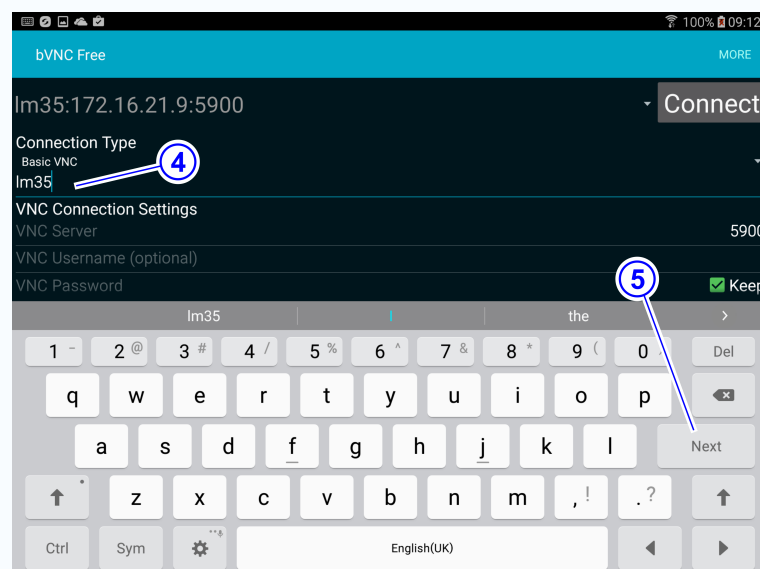 100% 09:12
bVNC Free MORE
lm35:172.16.21.9:5900 Connect
Connection Type
Basic VNC
4
lm35
VNC Connection Settings
VNC Server 5900
VNC Username (optional)
VNC Password Keep
5
lm35 I the >
1 - 2 @ 3 # 4 / 5 % 6 ^ 7 & 8 * 9 ( 0 Del
q w e r t y u i o p
a s d f g h j k l Next
z x c v b n m , ! . ?
Ctrl Sym English(UK)